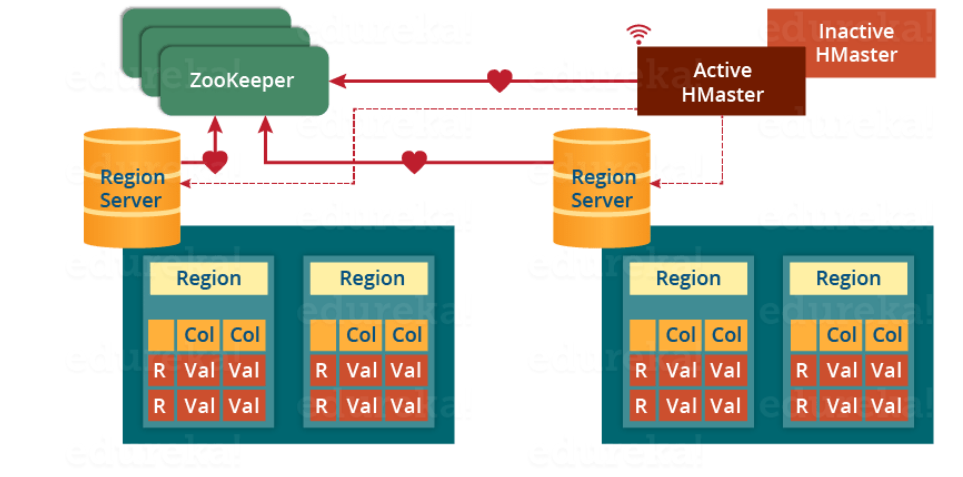 Inactive
HMaster
ZooKeeper
Active
HMaster
Region
Server
Region
Server
Region
Region
Region
Region
Col Col
Col Col
Col Col
Col Col
R Val Val
R Val Val
R Val Val
R Val Val
R Val Val
R Val Val
R Val Val
R Val Val
edureka!